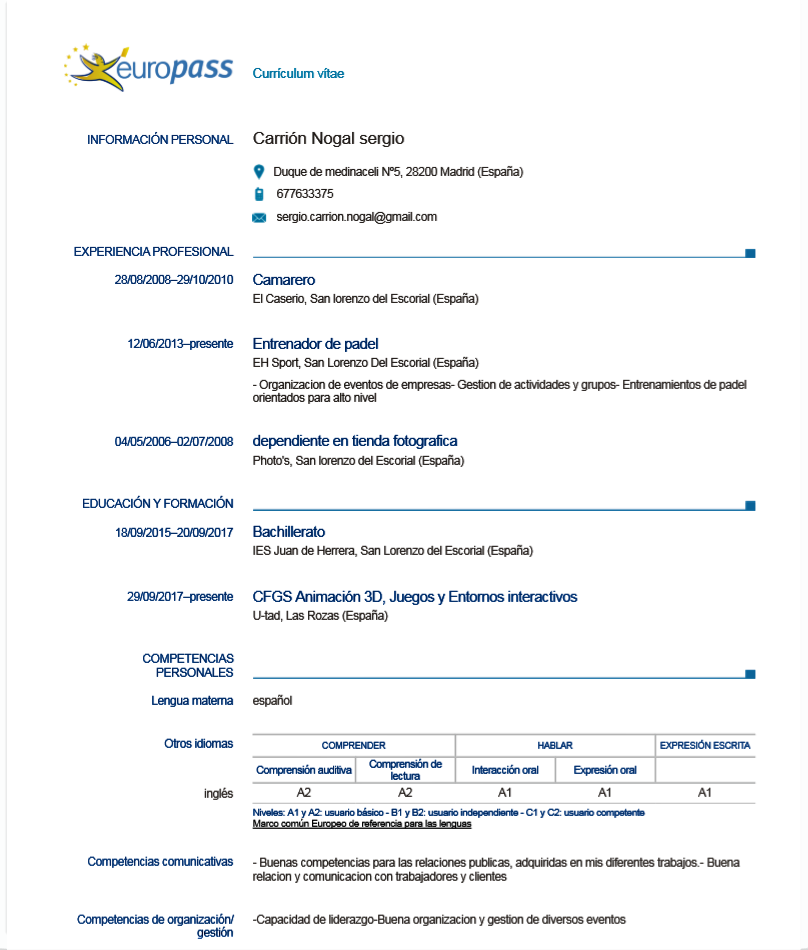 europass
Currículum vítae
INFORMACIÓN PERSONAL
Carrión Nogal sergio
Duque de medinaceli Nº5, 28200 Madrid (España)
677633375
sergio.carrion.nogal@gmail.com
EXPERIENCIA PROFESIONAL
28/08/2008–29/10/2010
Camarero
El Caserio, San lorenzo del Escorial (España)
12/06/2013–presente
Entrenador de padel
EH Sport, San Lorenzo Del Escorial (España)
- Organizacion de eventos de empresas- Gestion de actividades y grupos- Entrenamientos de padel
orientados para alto nivel
04/05/2006–02/07/2008
dependiente en tienda fotografica
Photo's, San lorenzo del Escorial (España)
EDUCACIÓN Y FORMACIÓN
18/09/2015–20/09/2017
Bachillerato
IES Juan de Herrera, San Lorenzo del Escorial (España)
29/09/2017–presente
CFGS Animación 3D, Juegos y Entornos interactivos
U-tad, Las Rozas (España)
COMPETENCIAS
PERSONALES
Lengua materna
español
Otros idiomas
COMPRENDER
HABLAR
EXPRESIÓN ESCRITA
Comprensión auditiva
Comprensión de
lectura
Interacción oral
Expresión oral
inglés
A2
A2
A1
A1
A1
Niveles: A1 y A2: usuario básico - B1 y B2: usuario independiente - C1 y C2: usuario competente
Marco común Europeo de referencia para las lenguas
Competencias comunicativas
- Buenas competencias para las relaciones publicas, adquiridas en mis diferentes trabajos.- Buena
relacion y comunicacion con trabajadores y clientes
Competencias de organización/
gestión
-Capacidad de liderazgo-Buena organizacion y gestion de diversos eventos